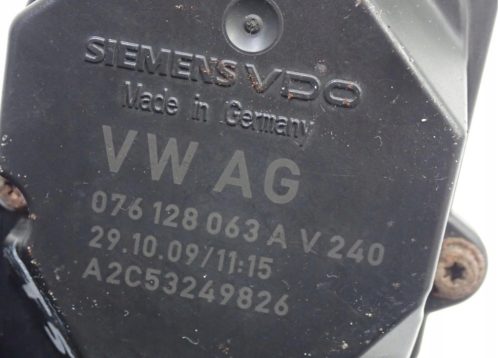 SIEMENS VDO
Made in Germany
VW AG
076 128 063 A V 240
29.10.09/11:15
A2C53249826